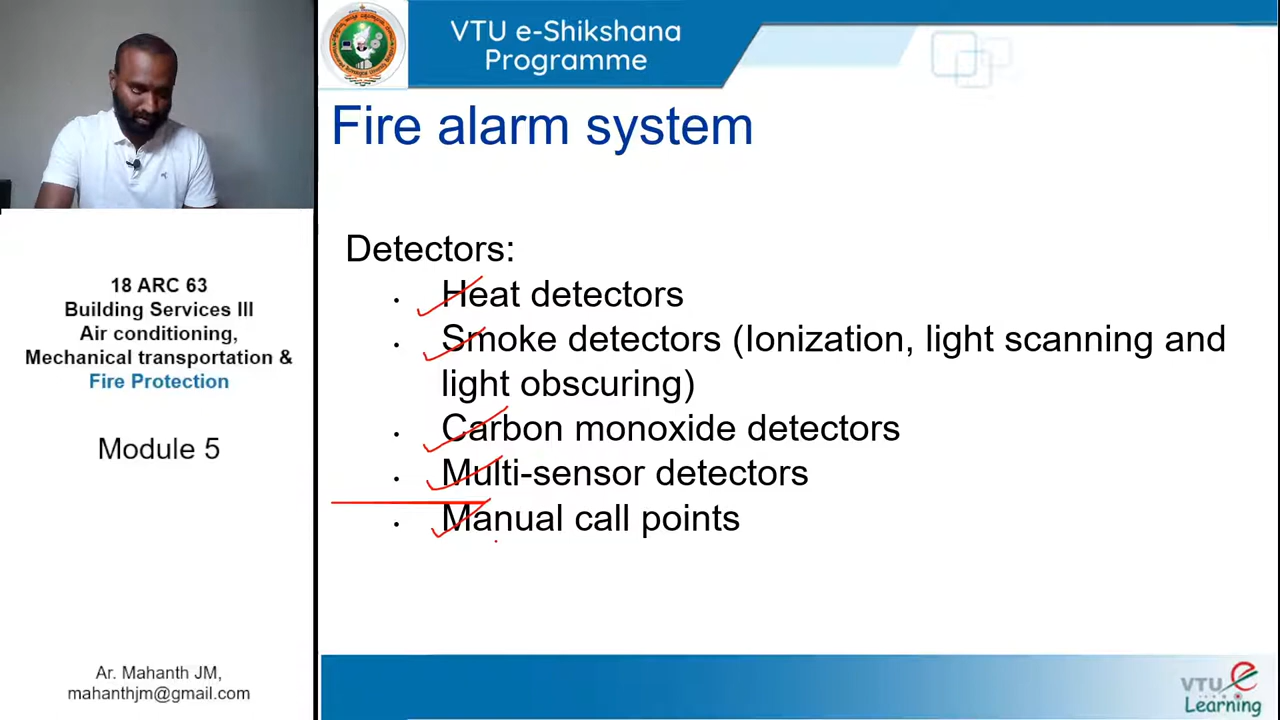 VTU e-Shikshana
Programme
Fire alarm system
Detectors:
• Heat detectors
• Smoke detectors (Ionization, light scanning and
light obscuring)
• Carbon monoxide detectors
• Multi-sensor detectors
• Manual call points
18 ARC 63
Building Services III
Air conditioning,
Mechanical transportation &
Fire Protection
Module 5
Ar. Mahanth JM,
mahanthjm@gmail.com
VTU e
Learning